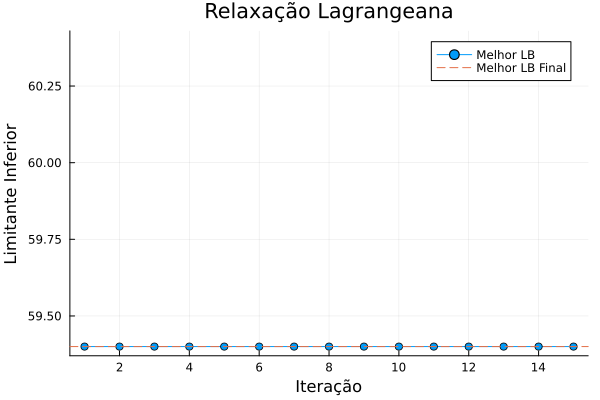 Relaxação Lagrangeana
Melhor LB
Melhor LB Final
Limitante Inferior
60.25
60.00
59.75
59.50
2 4 6 8 10 12 14
Iteração